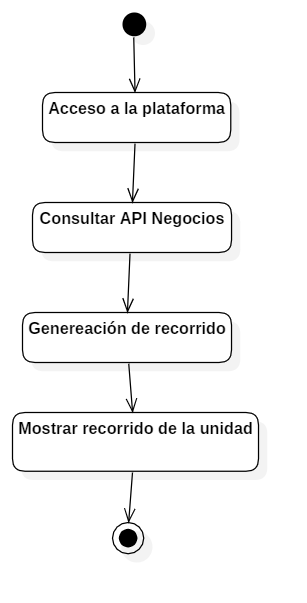 Acceso a la plataforma
Consultar API Negocios
Genereación de recorrido
Mostrar recorrido de la unidad